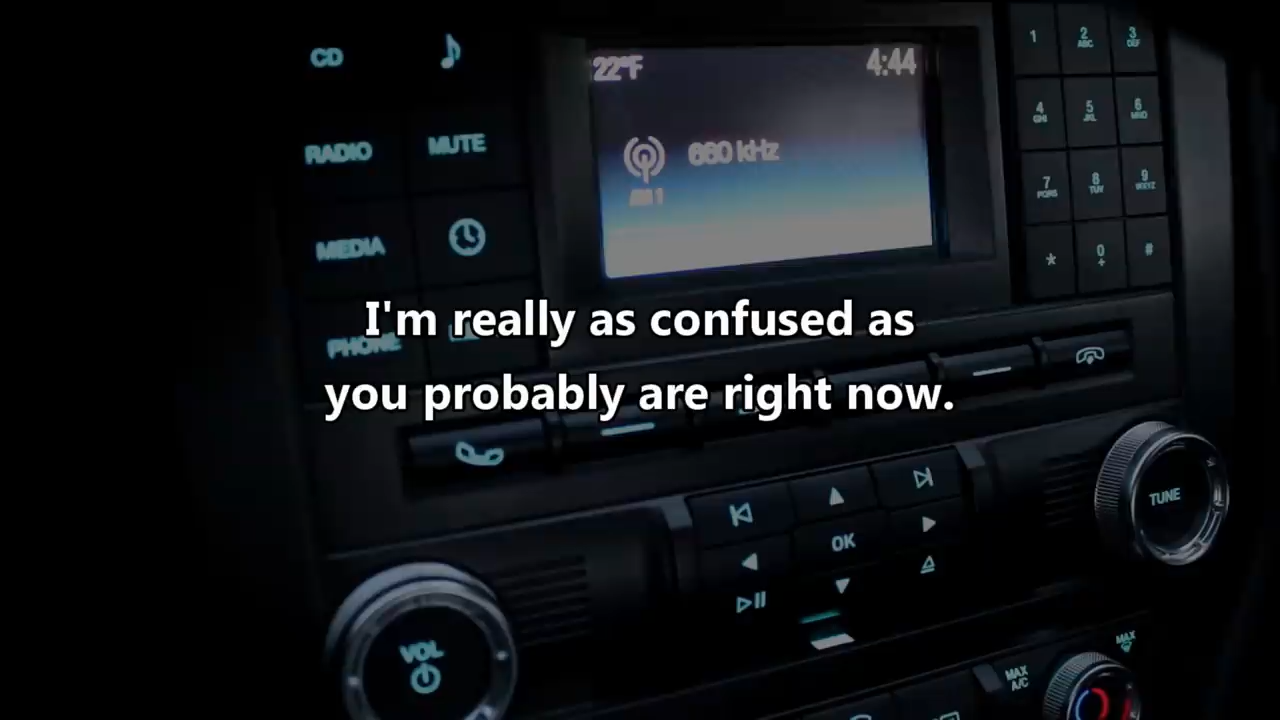 CD
22°F
4:44
1
2 ABC
3 DEF
RADIO
MUTE
660 kHz
AM1
4 GHI
5 JKL
6 MNO
7 PQRS
8 TUV
9 WXYZ
MEDIA
* 0 + #
I'm really as confused as
PHONE
you probably are right now.
TUNE
OK
VOL
MAX
MAX
A/C